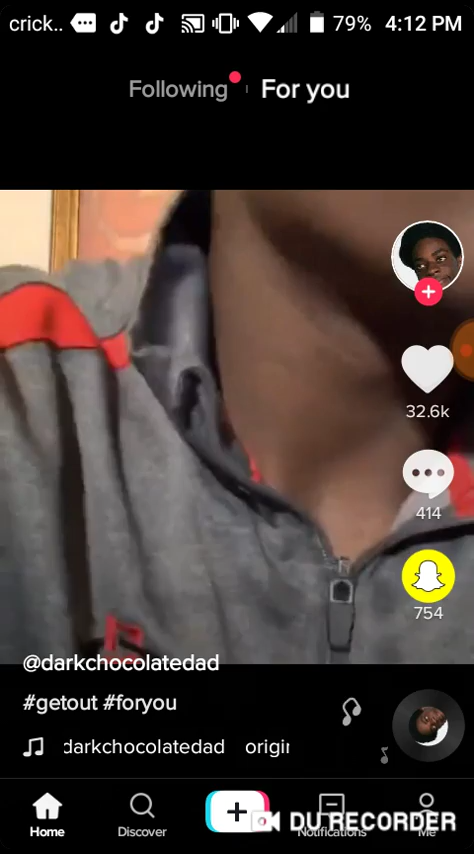 crick.. 79% 4:12 PM
Following For you
32.6k
414
754
@darkchocolatedad
#getout #foryou
darkchocolatedad origin
Home Discover Notifications Me
DU RECORDER